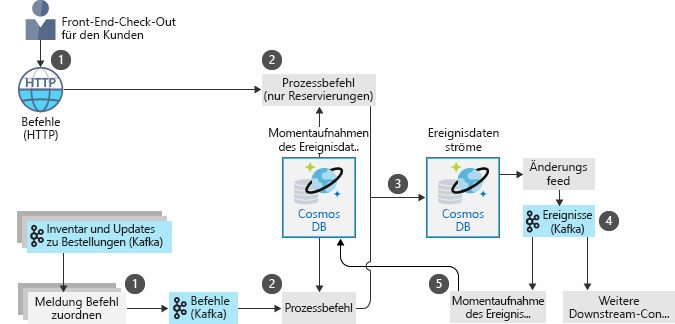 Front-End-Check-Out
für den Kunden
1
HTTP
Befehle
(HTTP)
2
Prozessbefehl
(nur Reservierungen)
Momentaufnahmen
des Ereignisdat..
Cosmos
DB
3
Ereignisdaten
ströme
Cosmos
DB
Änderungs
feed
Ereignisse
(Kafka)
4
Inventar und Updates
zu Bestellungen (Kafka)
Meldung Befehl
zuordnen
1
Befehle
(Kafka)
2
Prozessbefehl
5
Momentaufnahme
des Ereignis...
Weitere
Downstream-Con...